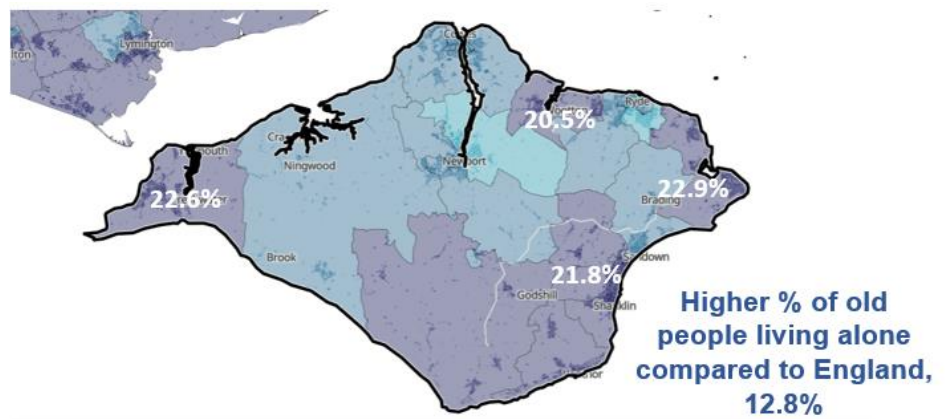 Lymington
lton
Ryde
20.5%
Newport
Ningwood
22.6%
22.9%
Brading
Brook
Sandown
21.8%
Godshill
Shanklin
Higher % of old
people living alone
compared to England,
12.8%